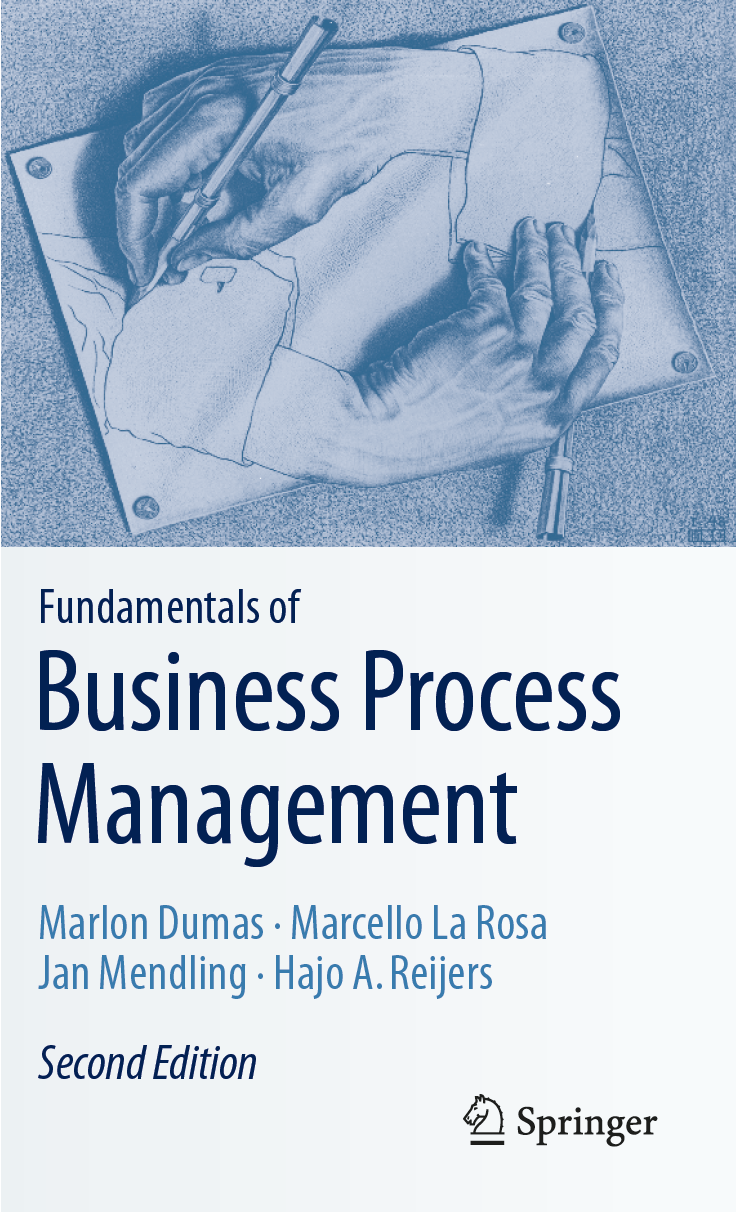 Fundamentals of
Business Process
Management
Marlon Dumas · Marcello La Rosa
Jan Mendling · Hajo A. Reijers
Second Edition
Springer